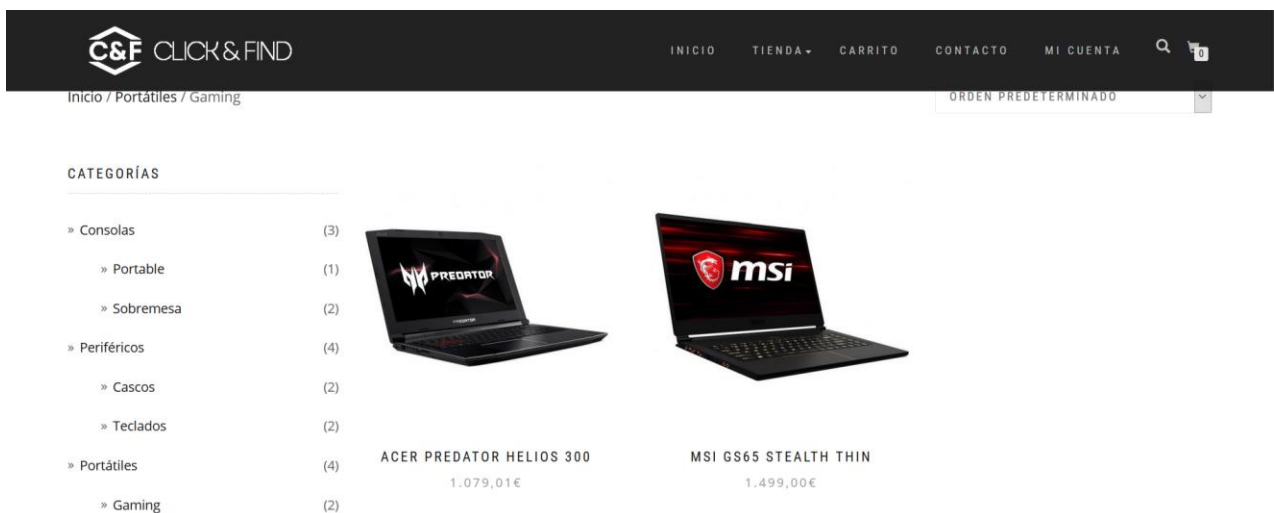 C&F CLICK & FIND INICIO TIENDA CARRITO CONTACTO MI CUENTA 0
Inicio / Portátiles / Gaming ORDEN PREDETERMINADO
CATEGORÍAS
» Consolas (3)
» Portable (1)
» Sobremesa (2)
» Periféricos (4)
» Cascos (2)
» Teclados (2)
» Portátiles (4)
» Gaming (2)
PREDATOR
msi
ACER PREDATOR HELIOS 300
1.079,01€
MSI GS65 STEALTH THIN
1.499,00€